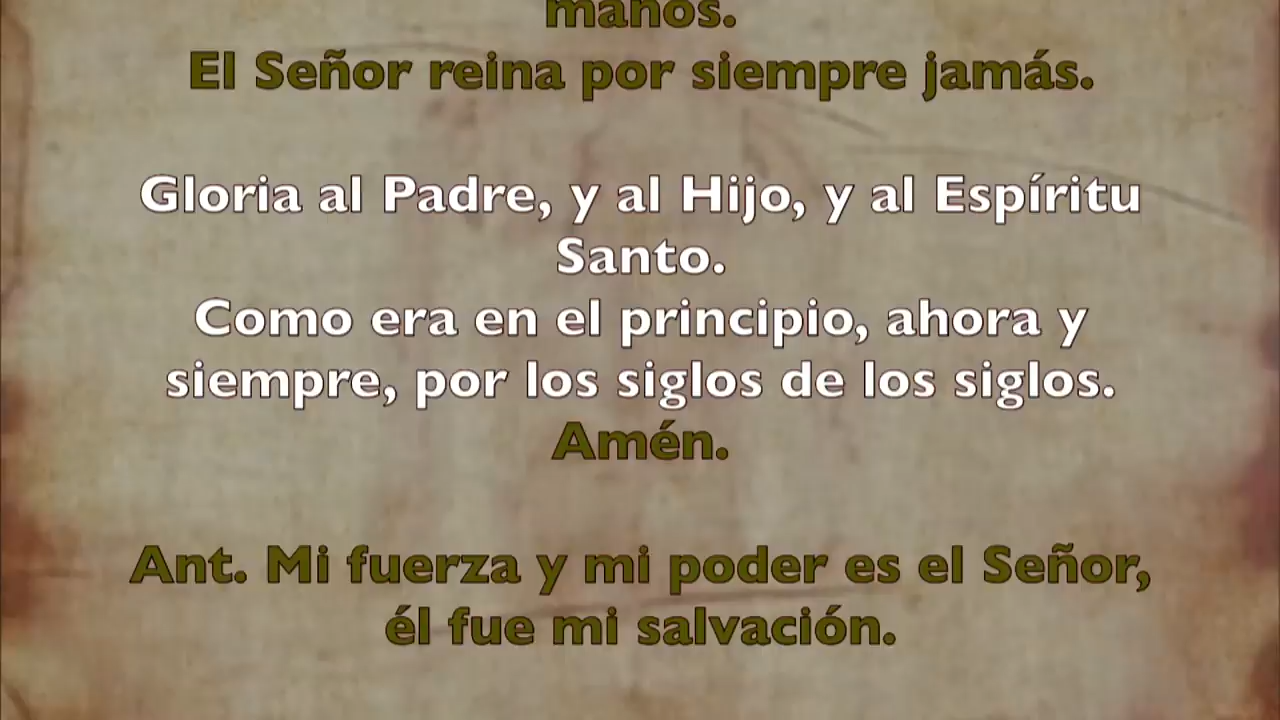 manos.
El Señor reina por siempre jamás.
Gloria al Padre, y al Hijo, y al Espíritu
Santo.
Como era en el principio, ahora y
siempre, por los siglos de los siglos.
Amén.
Ant. Mi fuerza y mi poder es el Señor,
él fue mi salvación.